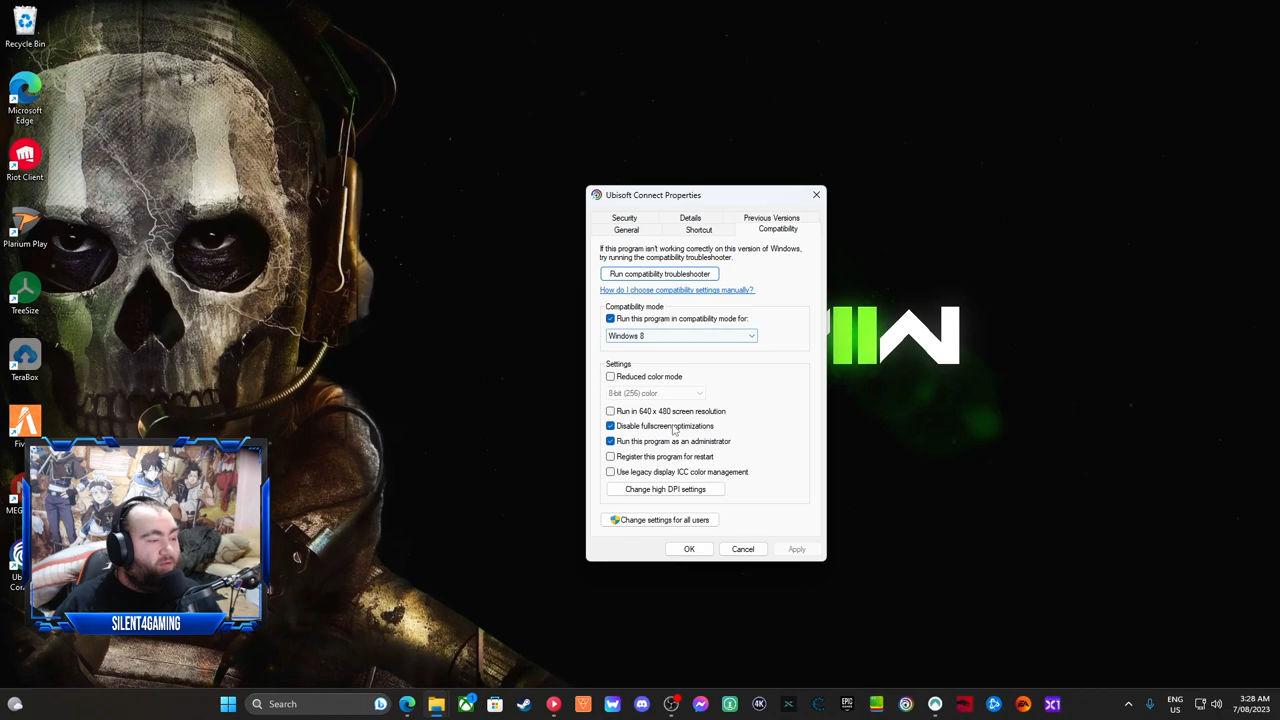 Recycle Bin
Microsoft
Edge
Riot Client
Plarium Play
TreeSize
TeraBox
SILENT4GAMING
Ubisoft Connect Properties
Security
Details
Previous Versions
General
Shortcut
Compatibility
If this program isn't working correctly on this version of Windows,
try running the compatibility troubleshooter.
Run compatibility troubleshooter
How do I choose compatibility settings manually?
Compatibility mode
Run this program in compatibility mode for:
Windows 8
Settings
Reduced color mode
8-bit (256) color
Run in 640 x 480 screen resolution
Disable fullscreen optimizations
Run this program as an administrator
Register this program for restart
Use legacy display ICC color management
Change high DPI settings
Change settings for all users
OK
Cancel
Apply
Search
ENG
US
3:28 AM
7/08/2023